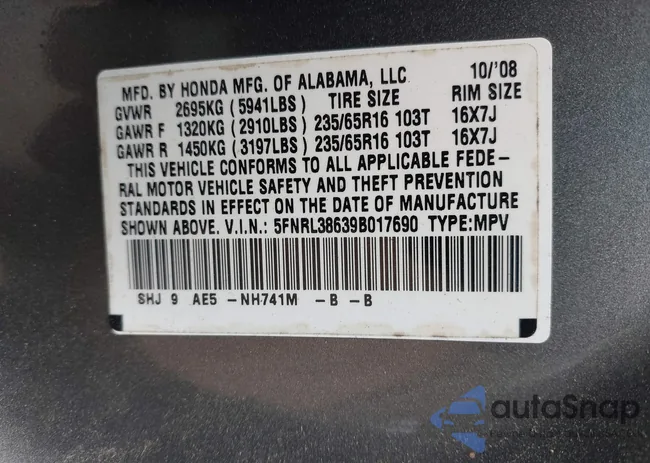 MFD. BY HONDA MFG. OF ALABAMA, LLC 10/'08
GVWR 2695KG (5941LBS) TIRE SIZE RIM SIZE
GAWR F 1320KG (2910LBS) 235/65R16 103T 16X7J
GAWR R 1450KG (3197LBS) 235/65R16 103T 16X7J
THIS VEHICLE CONFORMS TO ALL APPLICABLE FEDE-
RAL MOTOR VEHICLE SAFETY AND THEFT PREVENTION
STANDARDS IN EFFECT ON THE DATE OF MANUFACTURE
SHOWN ABOVE. V.I.N.: 5FNRL38639B017690 TYPE:MPV
SHJ 9 AE5 -NH741M -B -B
autoSnap